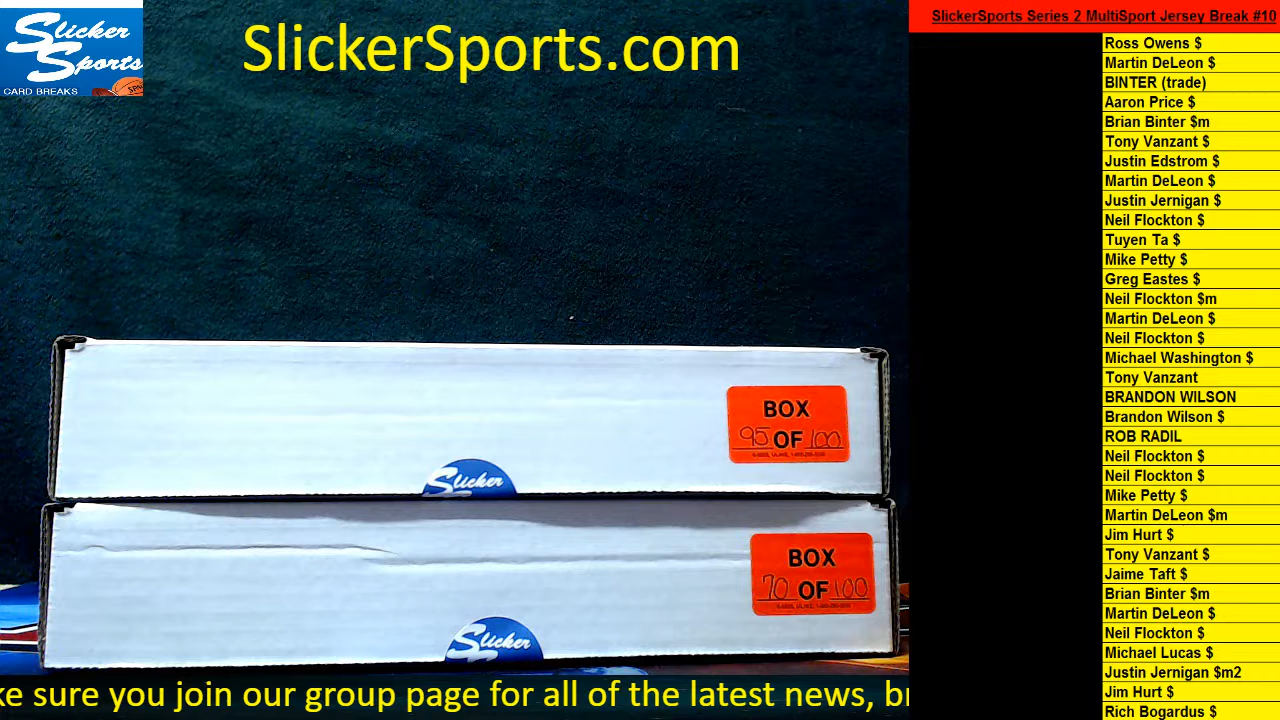 Slicker
Sports
CARD BREAKS
SlickerSports.com
SlickerSports Series 2 MultiSport Jersey Break #10
Ross Owens $
Martin DeLeon $
BINTER (trade)
Aaron Price $
Brian Binter $m
Tony Vanzant $
Justin Edstrom $
Martin DeLeon $
Justin Jernigan $
Neil Flockton $
Tuyen Ta $
Mike Petty $
Greg Eastes $
Neil Flockton $m
Martin DeLeon $
Neil Flockton $
Michael Washington $
Tony Vanzant
BRANDON WILSON
Brandon Wilson $
ROB RADIL
Neil Flockton $
Neil Flockton $
Mike Petty $
Martin DeLeon $m
Jim Hurt $
Tony Vanzant $
Jaime Taft $
Brian Binter $m
Martin DeLeon $
Neil Flockton $
Michael Lucas $
Justin Jernigan $m2
Jim Hurt $
Rich Bogardus $
BOX
95 OF 100
Slicker
BOX
70 OF 100
Slicker
ke sure you join our group page for all of the latest news, br